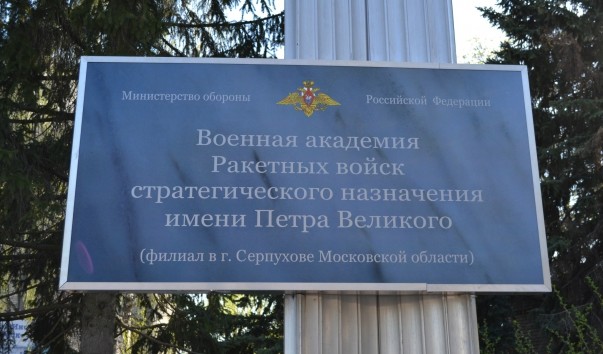 Министерство обороны Российской Федерации
Военная академия
Ракетных войск
стратегического назначения
имени Петра Великого
(филиал в г. Серпухове Московской области)